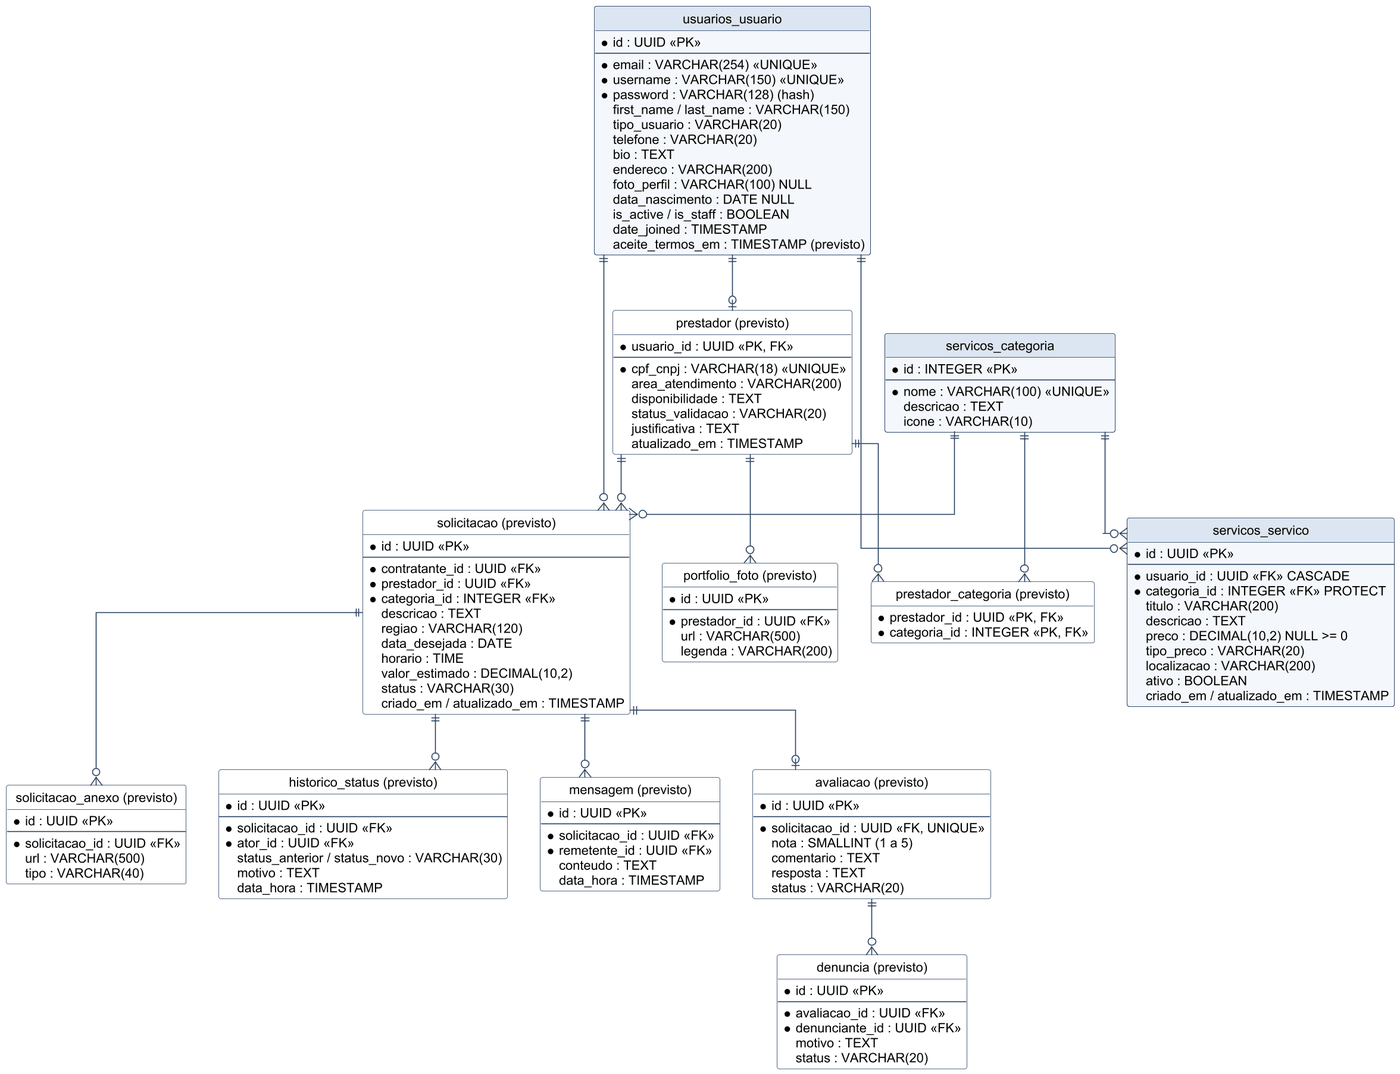 usuarios_usuario
● id : UUID «PK»
● email : VARCHAR(254) «UNIQUE»
● username : VARCHAR(150) «UNIQUE»
● password : VARCHAR(128) (hash)
first_name / last_name : VARCHAR(150)
tipo_usuario : VARCHAR(20)
telefone : VARCHAR(20)
bio : TEXT
endereco : VARCHAR(200)
foto_perfil : VARCHAR(100) NULL
data_nascimento : DATE NULL
is_active / is_staff : BOOLEAN
date_joined : TIMESTAMP
aceite_termos_em : TIMESTAMP (previsto)
prestador (previsto)
● usuario_id : UUID «PK, FK»
● cpf_cnpj : VARCHAR(18) «UNIQUE»
area_atendimento : VARCHAR(200)
disponibilidade : TEXT
status_validacao : VARCHAR(20)
justificativa : TEXT
atualizado_em : TIMESTAMP
servicos_categoria
● id : INTEGER «PK»
● nome : VARCHAR(100) «UNIQUE»
descricao : TEXT
icone : VARCHAR(10)
solicitacao (previsto)
● id : UUID «PK»
● contratante_id : UUID «FK»
● prestador_id : UUID «FK»
● categoria_id : INTEGER «FK»
descricao : TEXT
regiao : VARCHAR(120)
data_desejada : DATE
horario : TIME
valor_estimado : DECIMAL(10,2)
status : VARCHAR(30)
criado_em / atualizado_em : TIMESTAMP
portfolio_foto (previsto)
● id : UUID «PK»
● prestador_id : UUID «FK»
url : VARCHAR(500)
legenda : VARCHAR(200)
prestador_categoria (previsto)
● prestador_id : UUID «PK, FK»
● categoria_id : INTEGER «PK, FK»
servicos_servico
● id : UUID «PK»
● usuario_id : UUID «FK» CASCADE
● categoria_id : INTEGER «FK» PROTECT
titulo : VARCHAR(200)
descricao : TEXT
preco : DECIMAL(10,2) NULL >= 0
tipo_preco : VARCHAR(20)
localizacao : VARCHAR(200)
ativo : BOOLEAN
criado_em / atualizado_em : TIMESTAMP
solicitacao_anexo (previsto)
● id : UUID «PK»
● solicitacao_id : UUID «FK»
url : VARCHAR(500)
tipo : VARCHAR(40)
historico_status (previsto)
● id : UUID «PK»
● solicitacao_id : UUID «FK»
● ator_id : UUID «FK»
status_anterior / status_novo : VARCHAR(30)
motivo : TEXT
data_hora : TIMESTAMP
mensagem (previsto)
● id : UUID «PK»
● solicitacao_id : UUID «FK»
● remetente_id : UUID «FK»
conteudo : TEXT
data_hora : TIMESTAMP
avaliacao (previsto)
● id : UUID «PK»
● solicitacao_id : UUID «FK, UNIQUE»
nota : SMALLINT (1 a 5)
comentario : TEXT
resposta : TEXT
status : VARCHAR(20)
denuncia (previsto)
● id : UUID «PK»
● avaliacao_id : UUID «FK»
● denunciante_id : UUID «FK»
motivo : TEXT
status : VARCHAR(20)